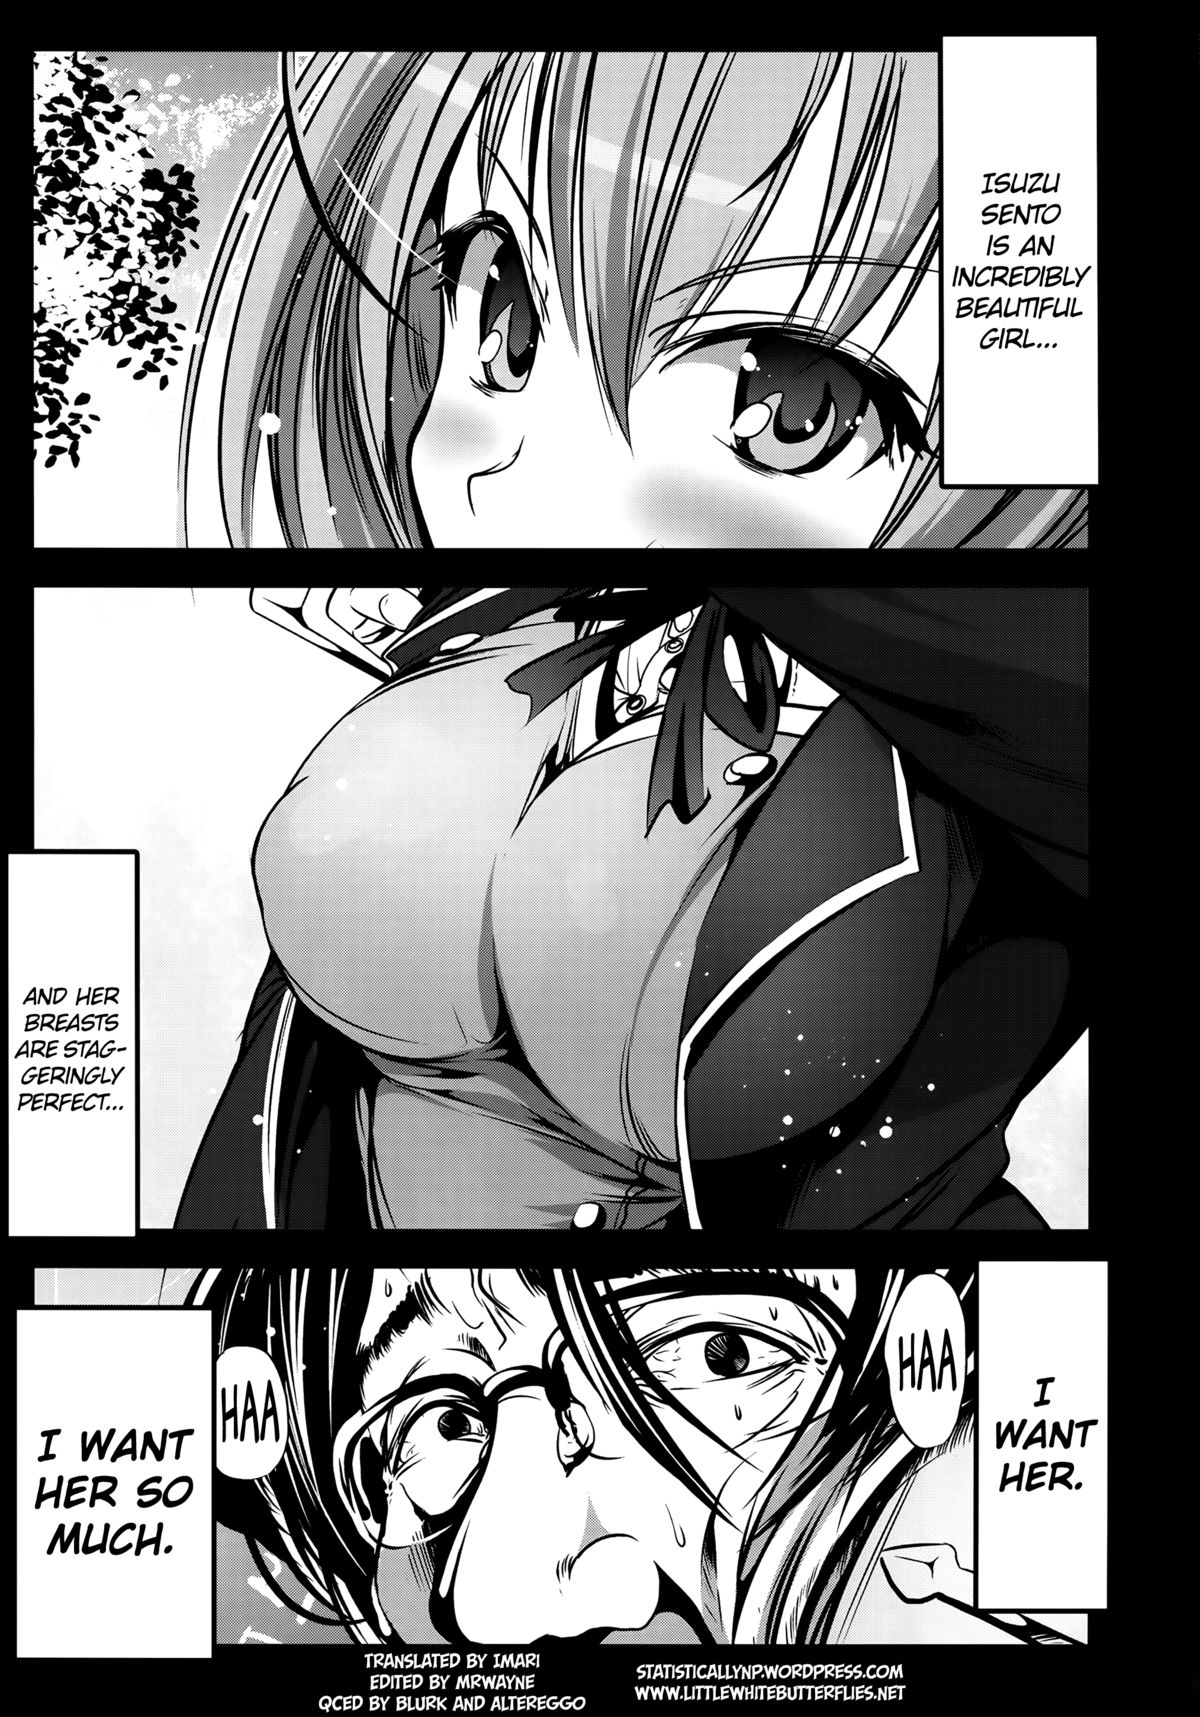 ISUZU
SENTO
IS AN
INCREDIBLY
BEAUTIFUL
GIRL...
AND HER
BREASTS
ARE STAG-
GERINGLY
PERFECT...
HAA
I
WANT
HER.
HAA
I WANT
HER SO
MUCH.
TRANSLATED BY IMARI
EDITED BY MRWAYNE
QCED BY BLURK AND ALTEREGGO
STATISTICALLYNP.WORDPRESS.COM
WWW.LITTLEWHITEBUTTERFLIES.NET